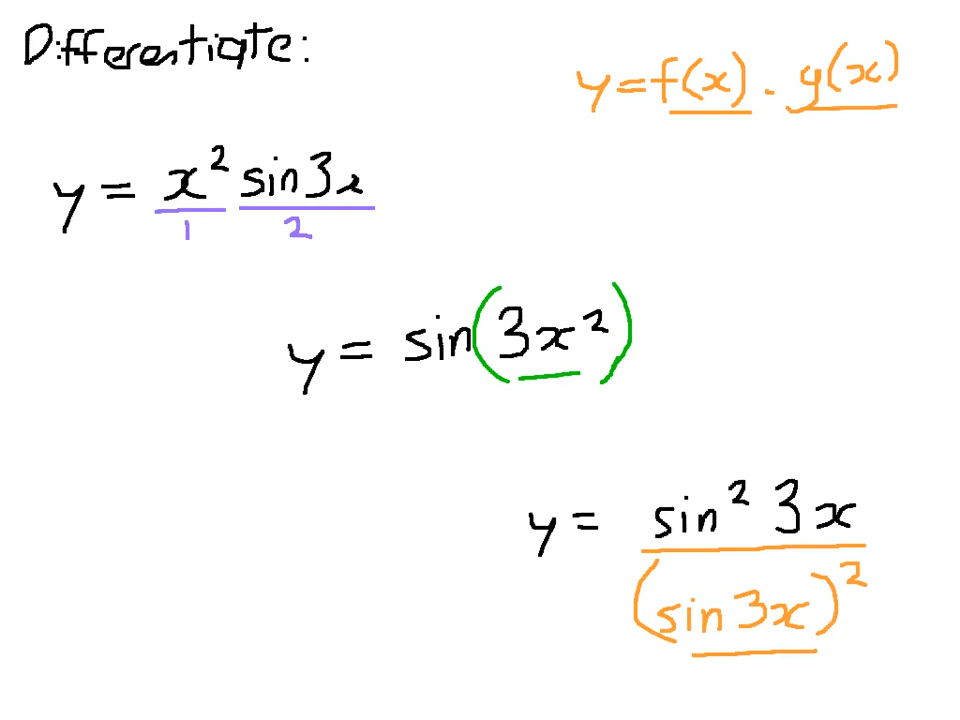 Differentiate:
y = f(x) . g(x)
y = x² sin3x
1 2
y = sin(3x²)
y = sin² 3x
(sin 3x)²